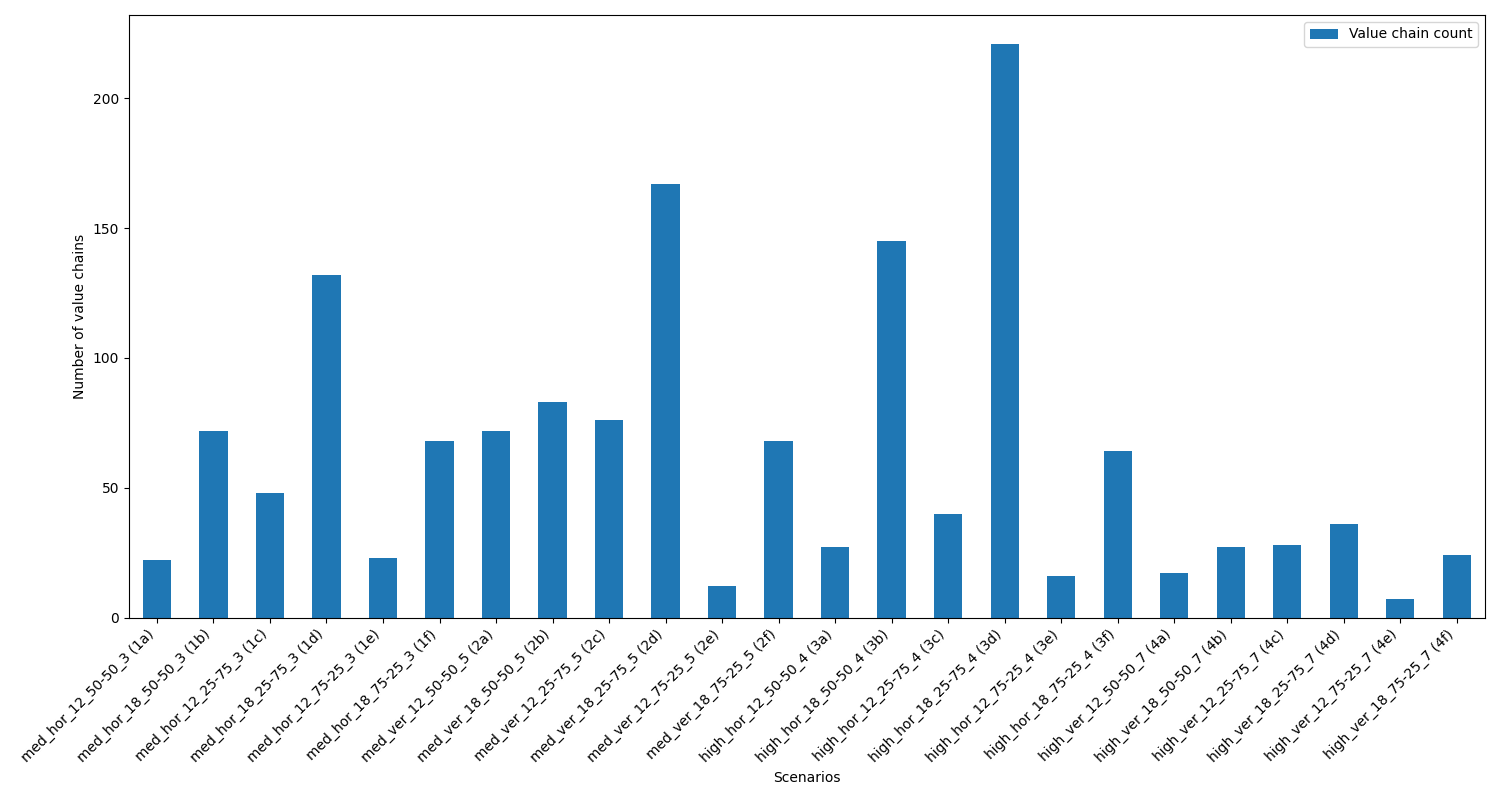 Value chain count
Number of value chains
200
150
100
50
0
med_hor_12_50-50_3 (1a)
med_hor_18_50-50_3 (1b)
med_hor_12_25-75_3 (1c)
med_hor_18_25-75_3 (1d)
med_hor_12_75-25_3 (1e)
med_hor_18_75-25_3 (1f)
med_ver_12_50-50_5 (2a)
med_ver_18_50-50_5 (2b)
med_ver_12_25-75_5 (2c)
med_ver_18_25-75_5 (2d)
med_ver_12_75-25_5 (2e)
med_ver_18_75-25_5 (2f)
high_hor_12_50-50_4 (3a)
high_hor_18_50-50_4 (3b)
high_hor_12_25-75_4 (3c)
high_hor_18_25-75_4 (3d)
high_hor_12_75-25_4 (3e)
high_hor_18_75-25_4 (3f)
high_ver_12_50-50_7 (4a)
high_ver_18_50-50_7 (4b)
high_ver_12_25-75_7 (4c)
high_ver_18_25-75_7 (4d)
high_ver_12_75-25_7 (4e)
high_ver_18_75-25_7 (4f)
Scenarios